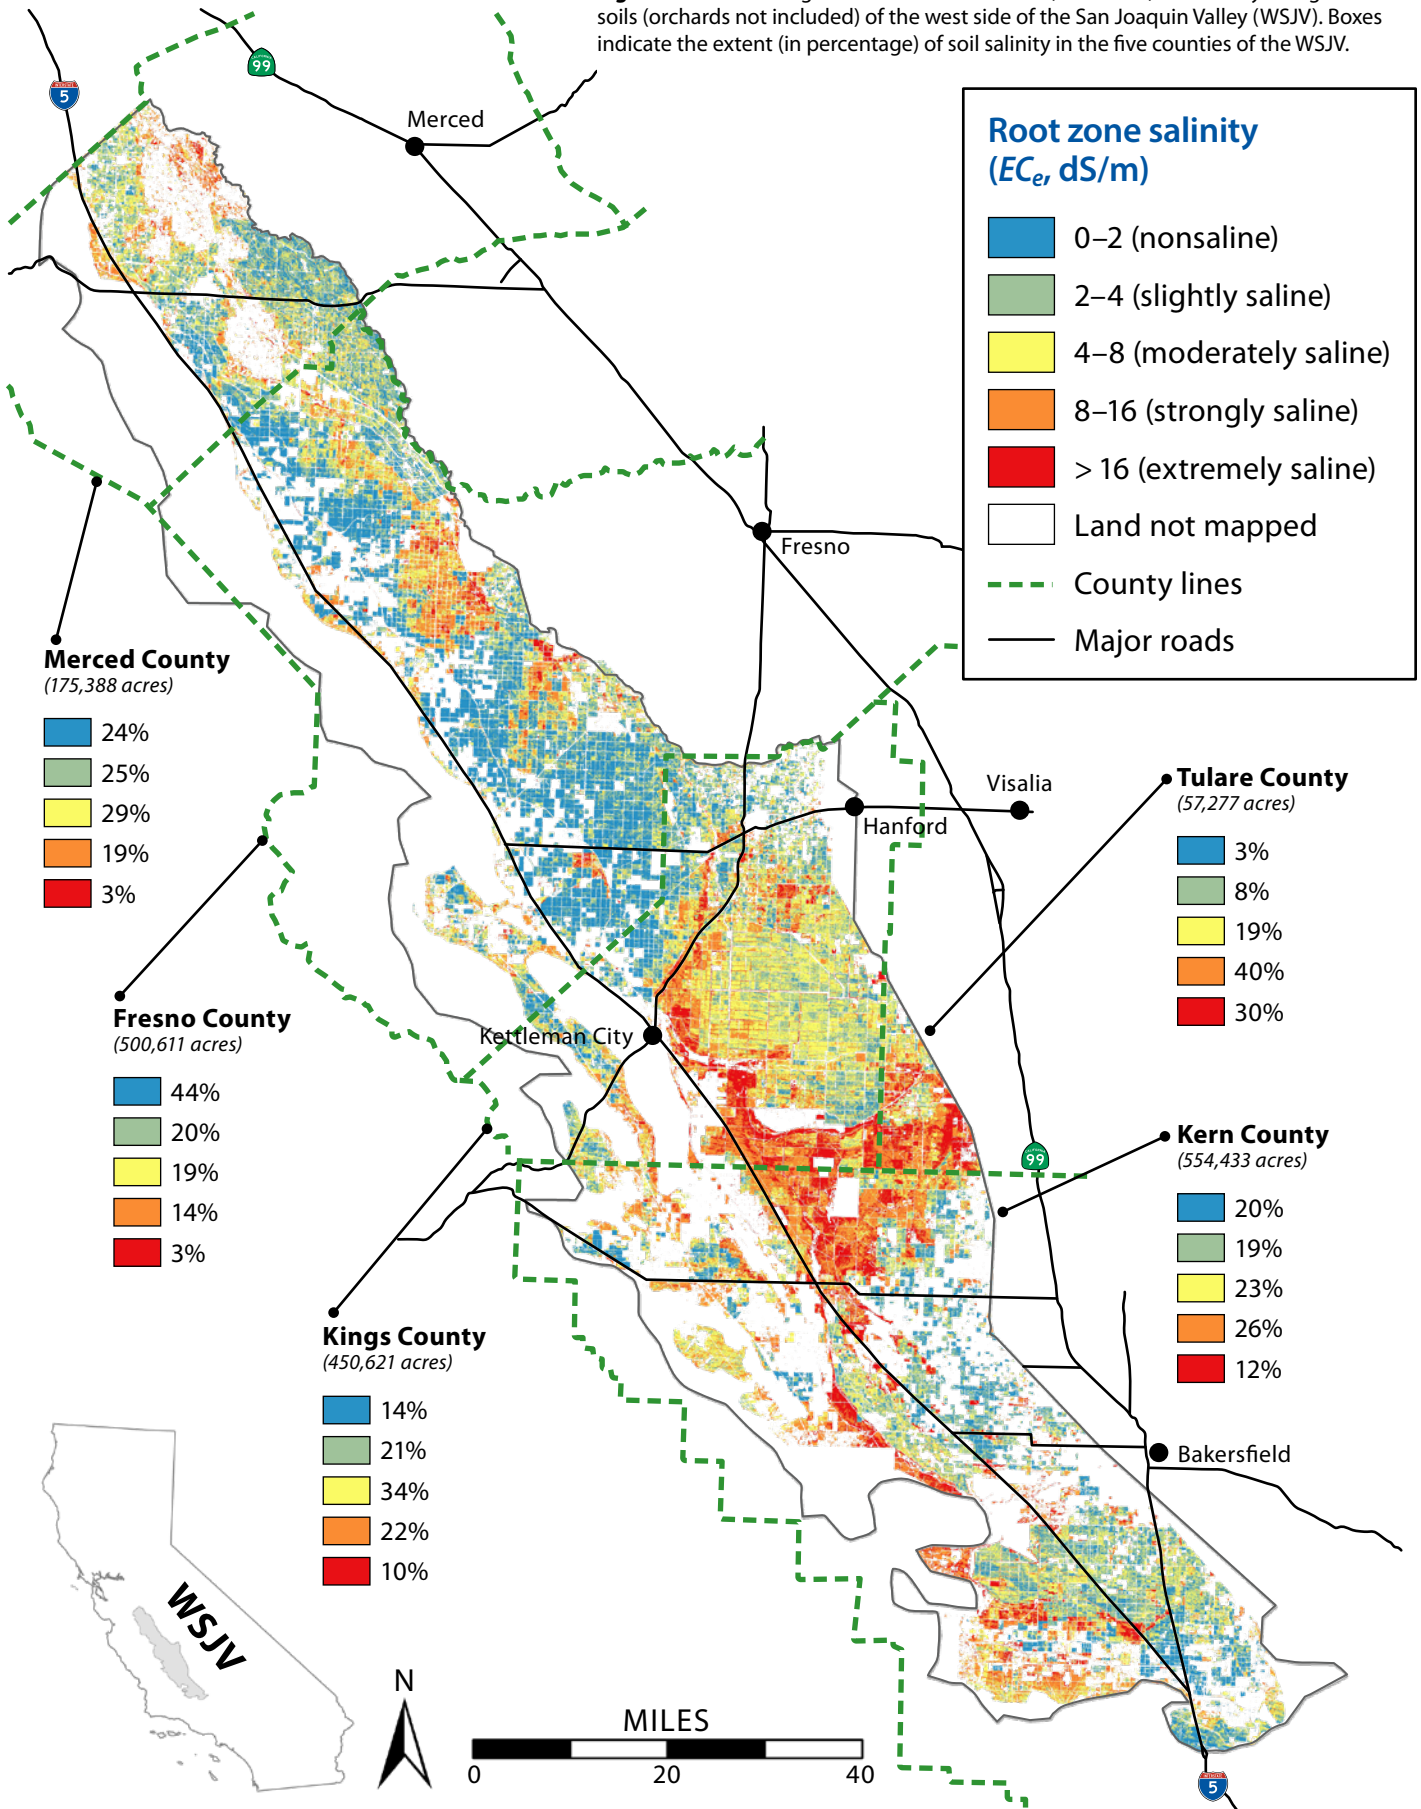 soils (orchards not included) of the west side of the San Joaquin Valley (WSJV). Boxes
indicate the extent (in percentage) of soil salinity in the five counties of the WSJV.
CALIFORNIA
99
INTERSTATE
5
Merced
Root zone salinity
(ECe, dS/m)
0–2 (nonsaline)
2–4 (slightly saline)
4–8 (moderately saline)
8–16 (strongly saline)
> 16 (extremely saline)
Land not mapped
County lines
Major roads
Fresno
Merced County
(175,388 acres)
24%
25%
29%
19%
3%
Visalia
Hanford
Tulare County
(57,277 acres)
3%
8%
19%
40%
30%
Fresno County
(500,611 acres)
44%
20%
19%
14%
3%
Kettleman City
CALIFORNIA
99
Kern County
(554,433 acres)
20%
19%
23%
26%
12%
Kings County
(450,621 acres)
14%
21%
34%
22%
10%
Bakersfield
WSJV
N
MILES
0 20 40
INTERSTATE
5